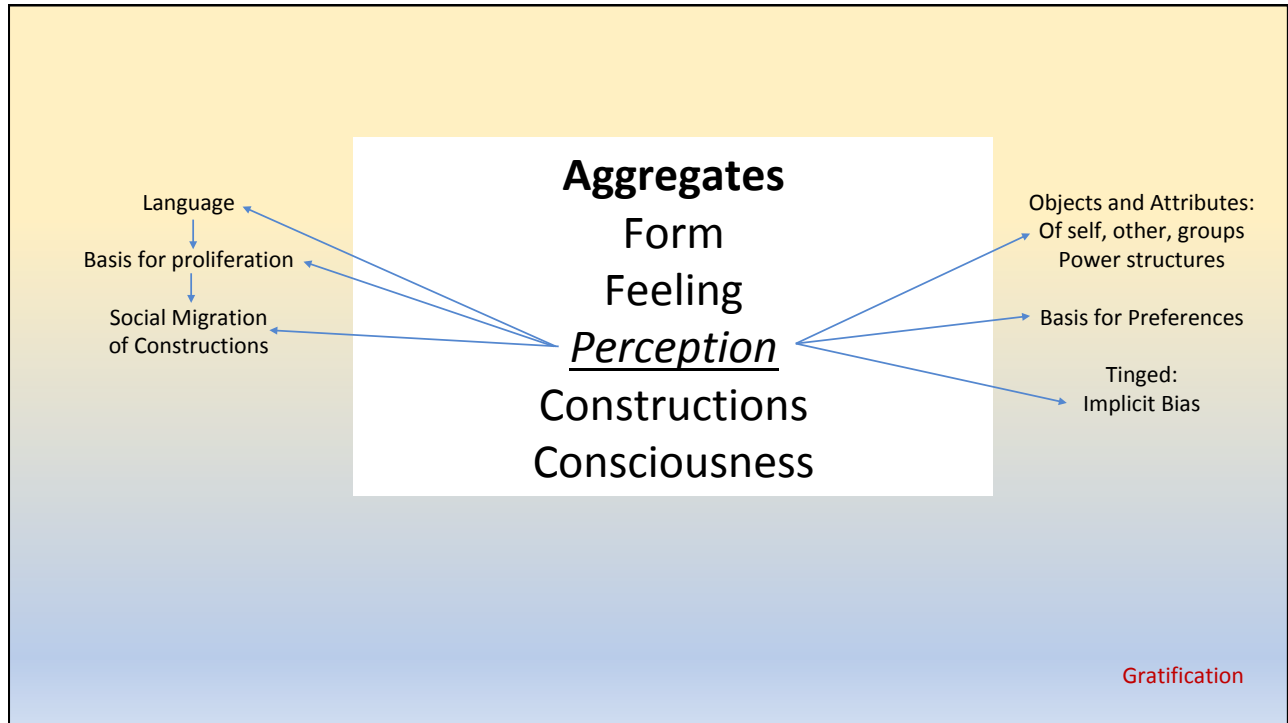 Aggregates
Form
Feeling
Perception
Constructions
Consciousness
Language
Basis for proliferation
Social Migration
of Constructions
Objects and Attributes:
Of self, other, groups
Power structures
Basis for Preferences
Tinged:
Implicit Bias
Gratification